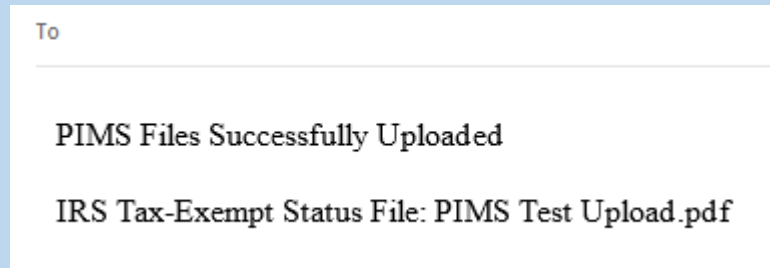 To
PIMS Files Successfully Uploaded
IRS Tax-Exempt Status File: PIMS Test Upload.pdf